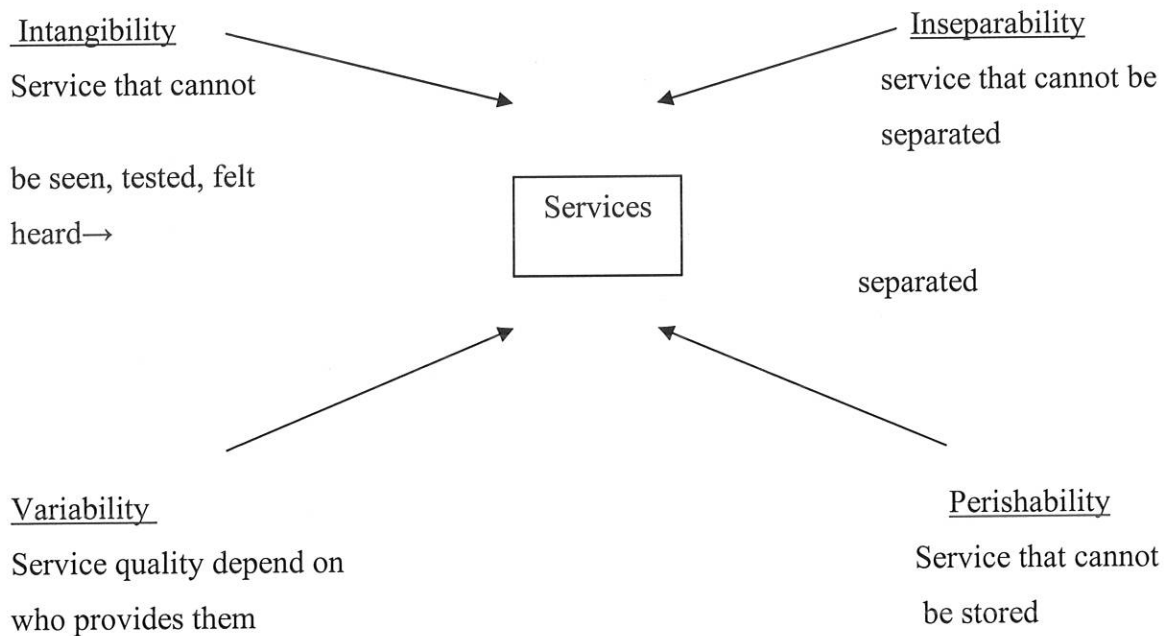 Intangibility
Service that cannot
be seen, tested, felt
heard→
Inseparability
service that cannot be
separated
Services
separated
Variability
Service quality depend on
who provides them
Perishability
Service that cannot
be stored